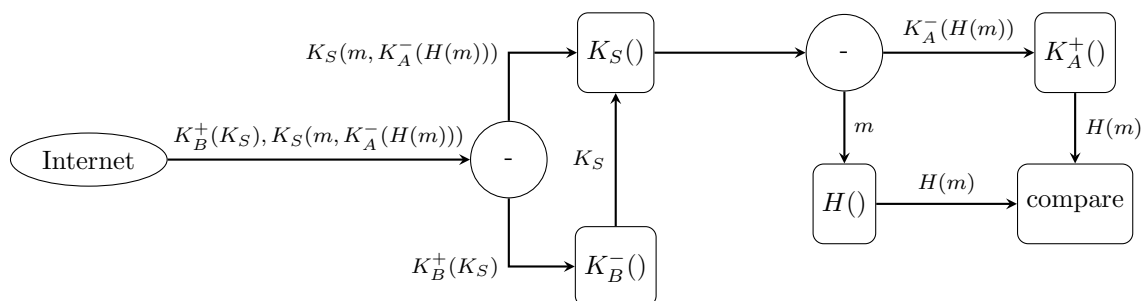 Internet
K_B^+(K_S), K_S(m, K_A^-(H(m)))
-
K_S(m, K_A^-(H(m)))
K_B^+(K_S)
K_S()
K_S
K_B^-()
-
K_A^-(H(m))
K_A^+()
m
H(m)
H()
H(m)
compare